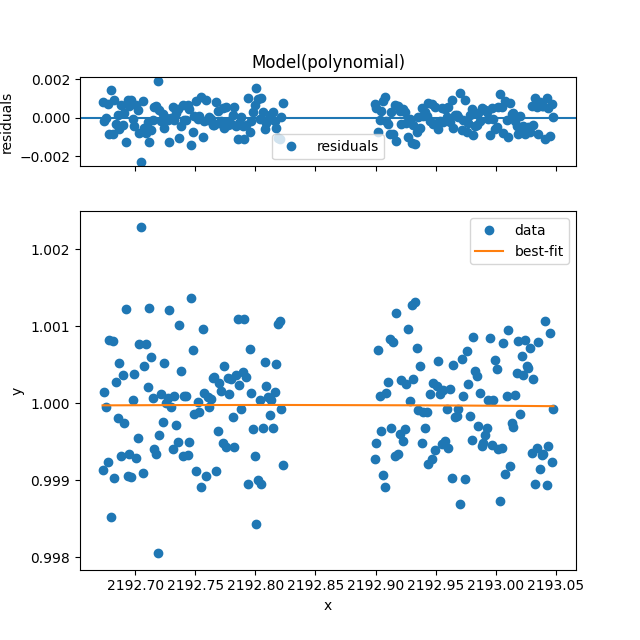 Model(polynomial)
residuals
0.002
0.000
−0.002
residuals
data
best-fit
y
1.002
1.001
1.000
0.999
0.998
2192.70 2192.75 2192.80 2192.85 2192.90 2192.95 2193.00 2193.05
x